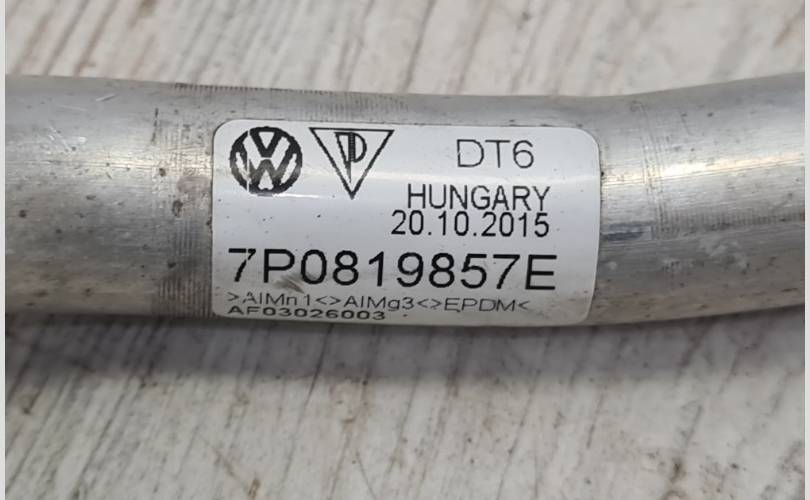 DT6
HUNGARY
20.10.2015
7P0819857E
>AlMn1<>AlMg3<>EPDM<
AF03026003